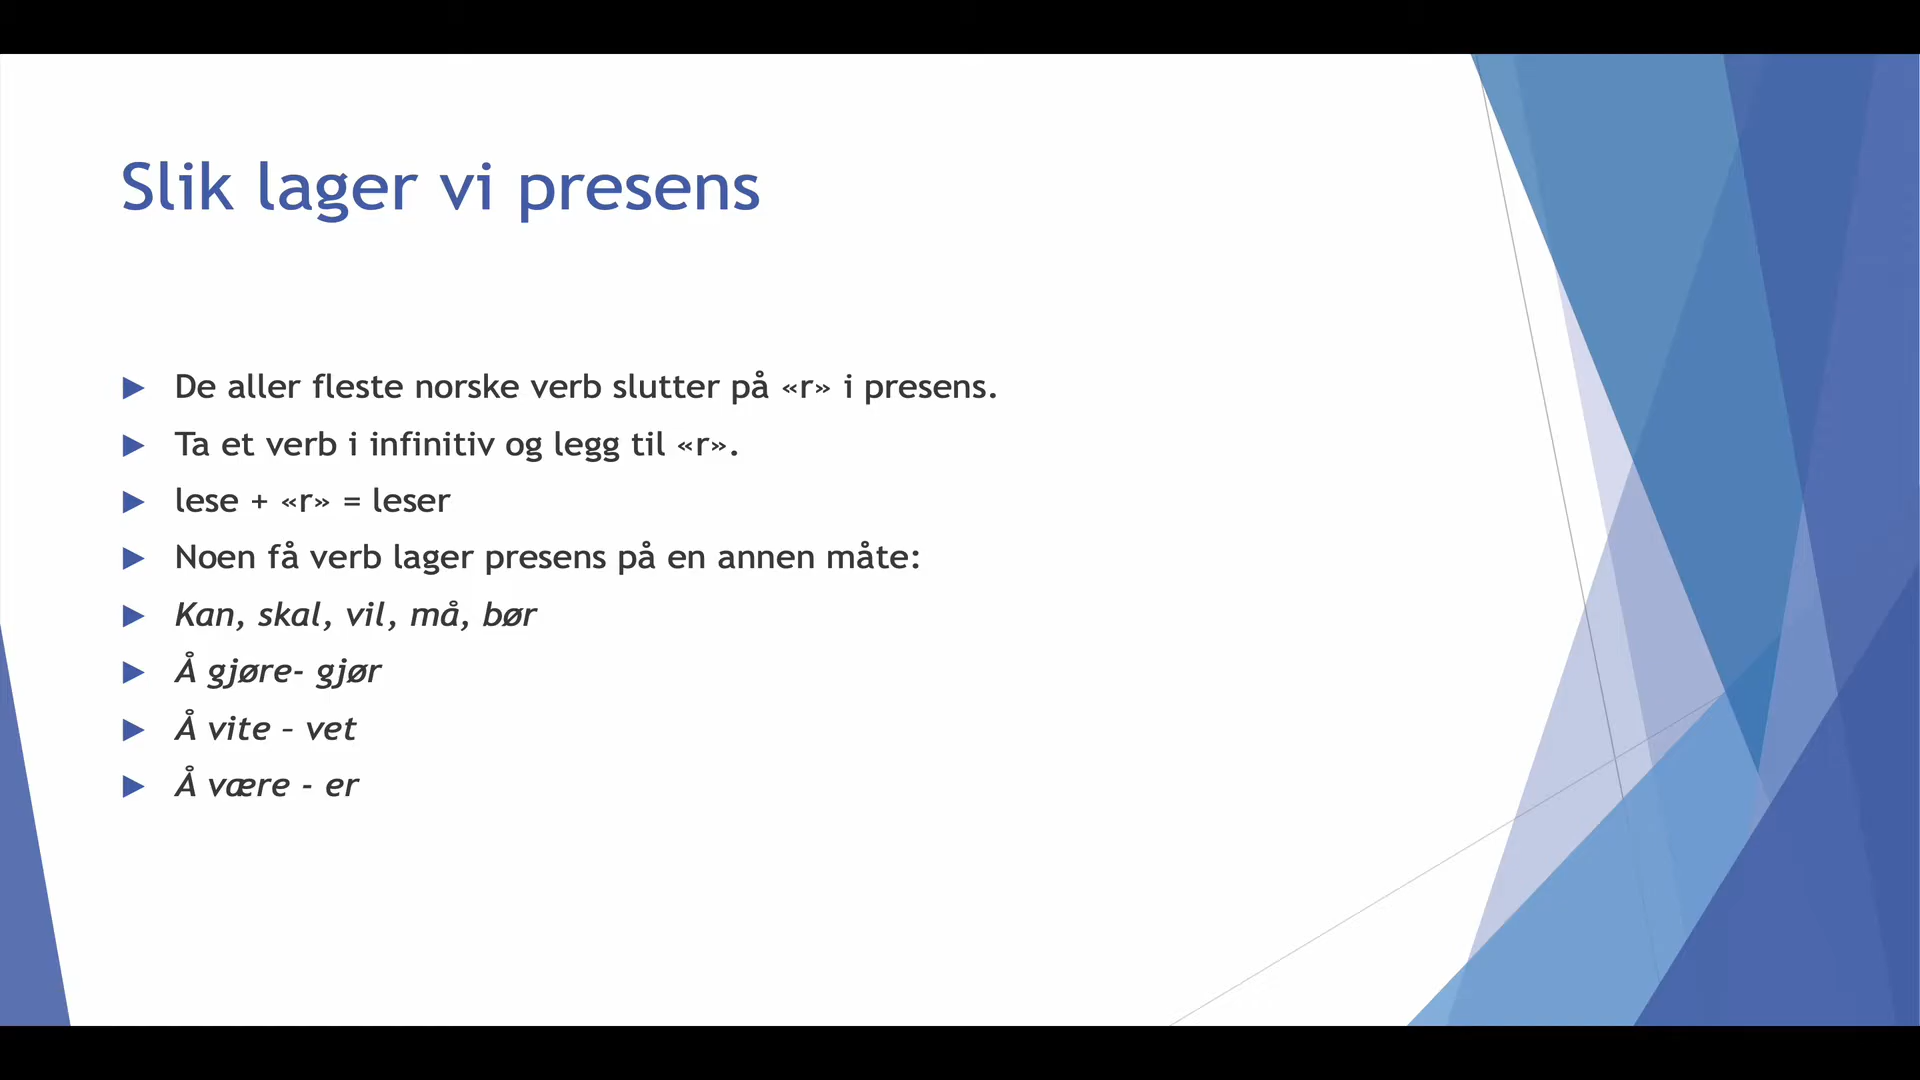 Slik lager vi presens
De aller fleste norske verb slutter på «r» i presens.
Ta et verb i infinitiv og legg til «r».
lese + «r» = leser
Noen få verb lager presens på en annen måte:
Kan, skal, vil, må, bør
Å gjøre- gjør
Å vite – vet
Å være - er